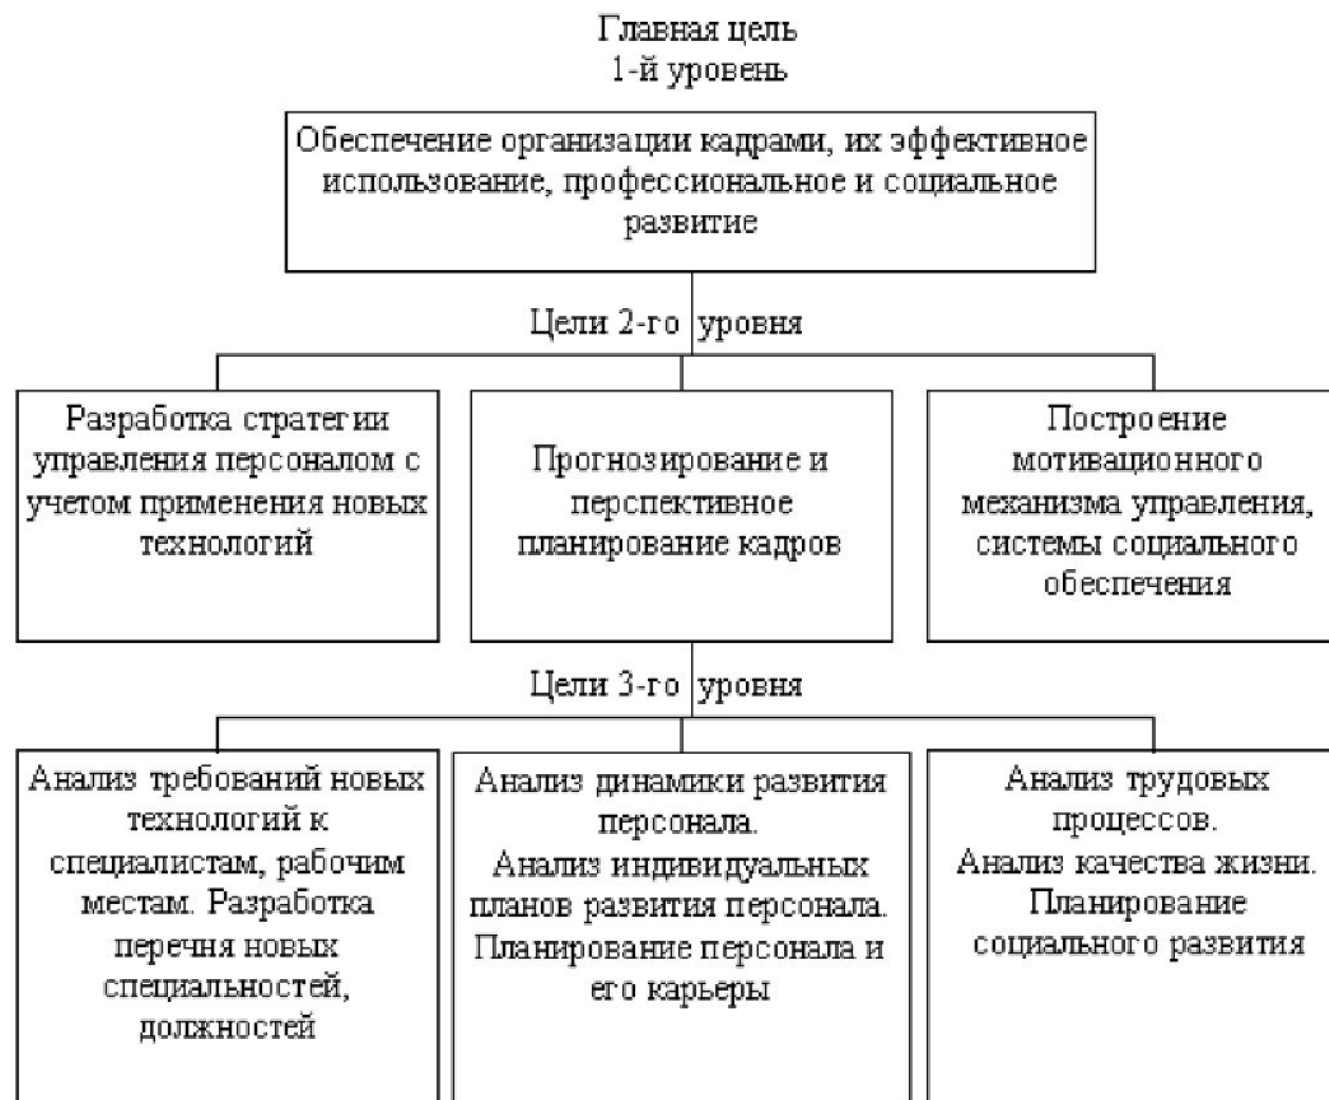 Главная цель
1-й уровень
Обеспечение организации кадрами, их эффективное
использование, профессиональное и социальное
развитие
Цели 2-го уровня
Разработка стратегии
управления персоналом с
учетом применения новых
технологий
Прогнозирование и
перспективное
планирование кадров
Построение
мотивационного
механизма управления,
системы социального
обеспечения
Цели 3-го уровня
Анализ требований новых
технологий к
специалистам, рабочим
местам. Разработка
перечня новых
специальностей,
должностей
Анализ динамики развития
персонала.
Анализ индивидуальных
планов развития персонала.
Планирование персонала и
его карьеры
Анализ трудовых
процессов.
Анализ качества жизни.
Планирование
социального развития